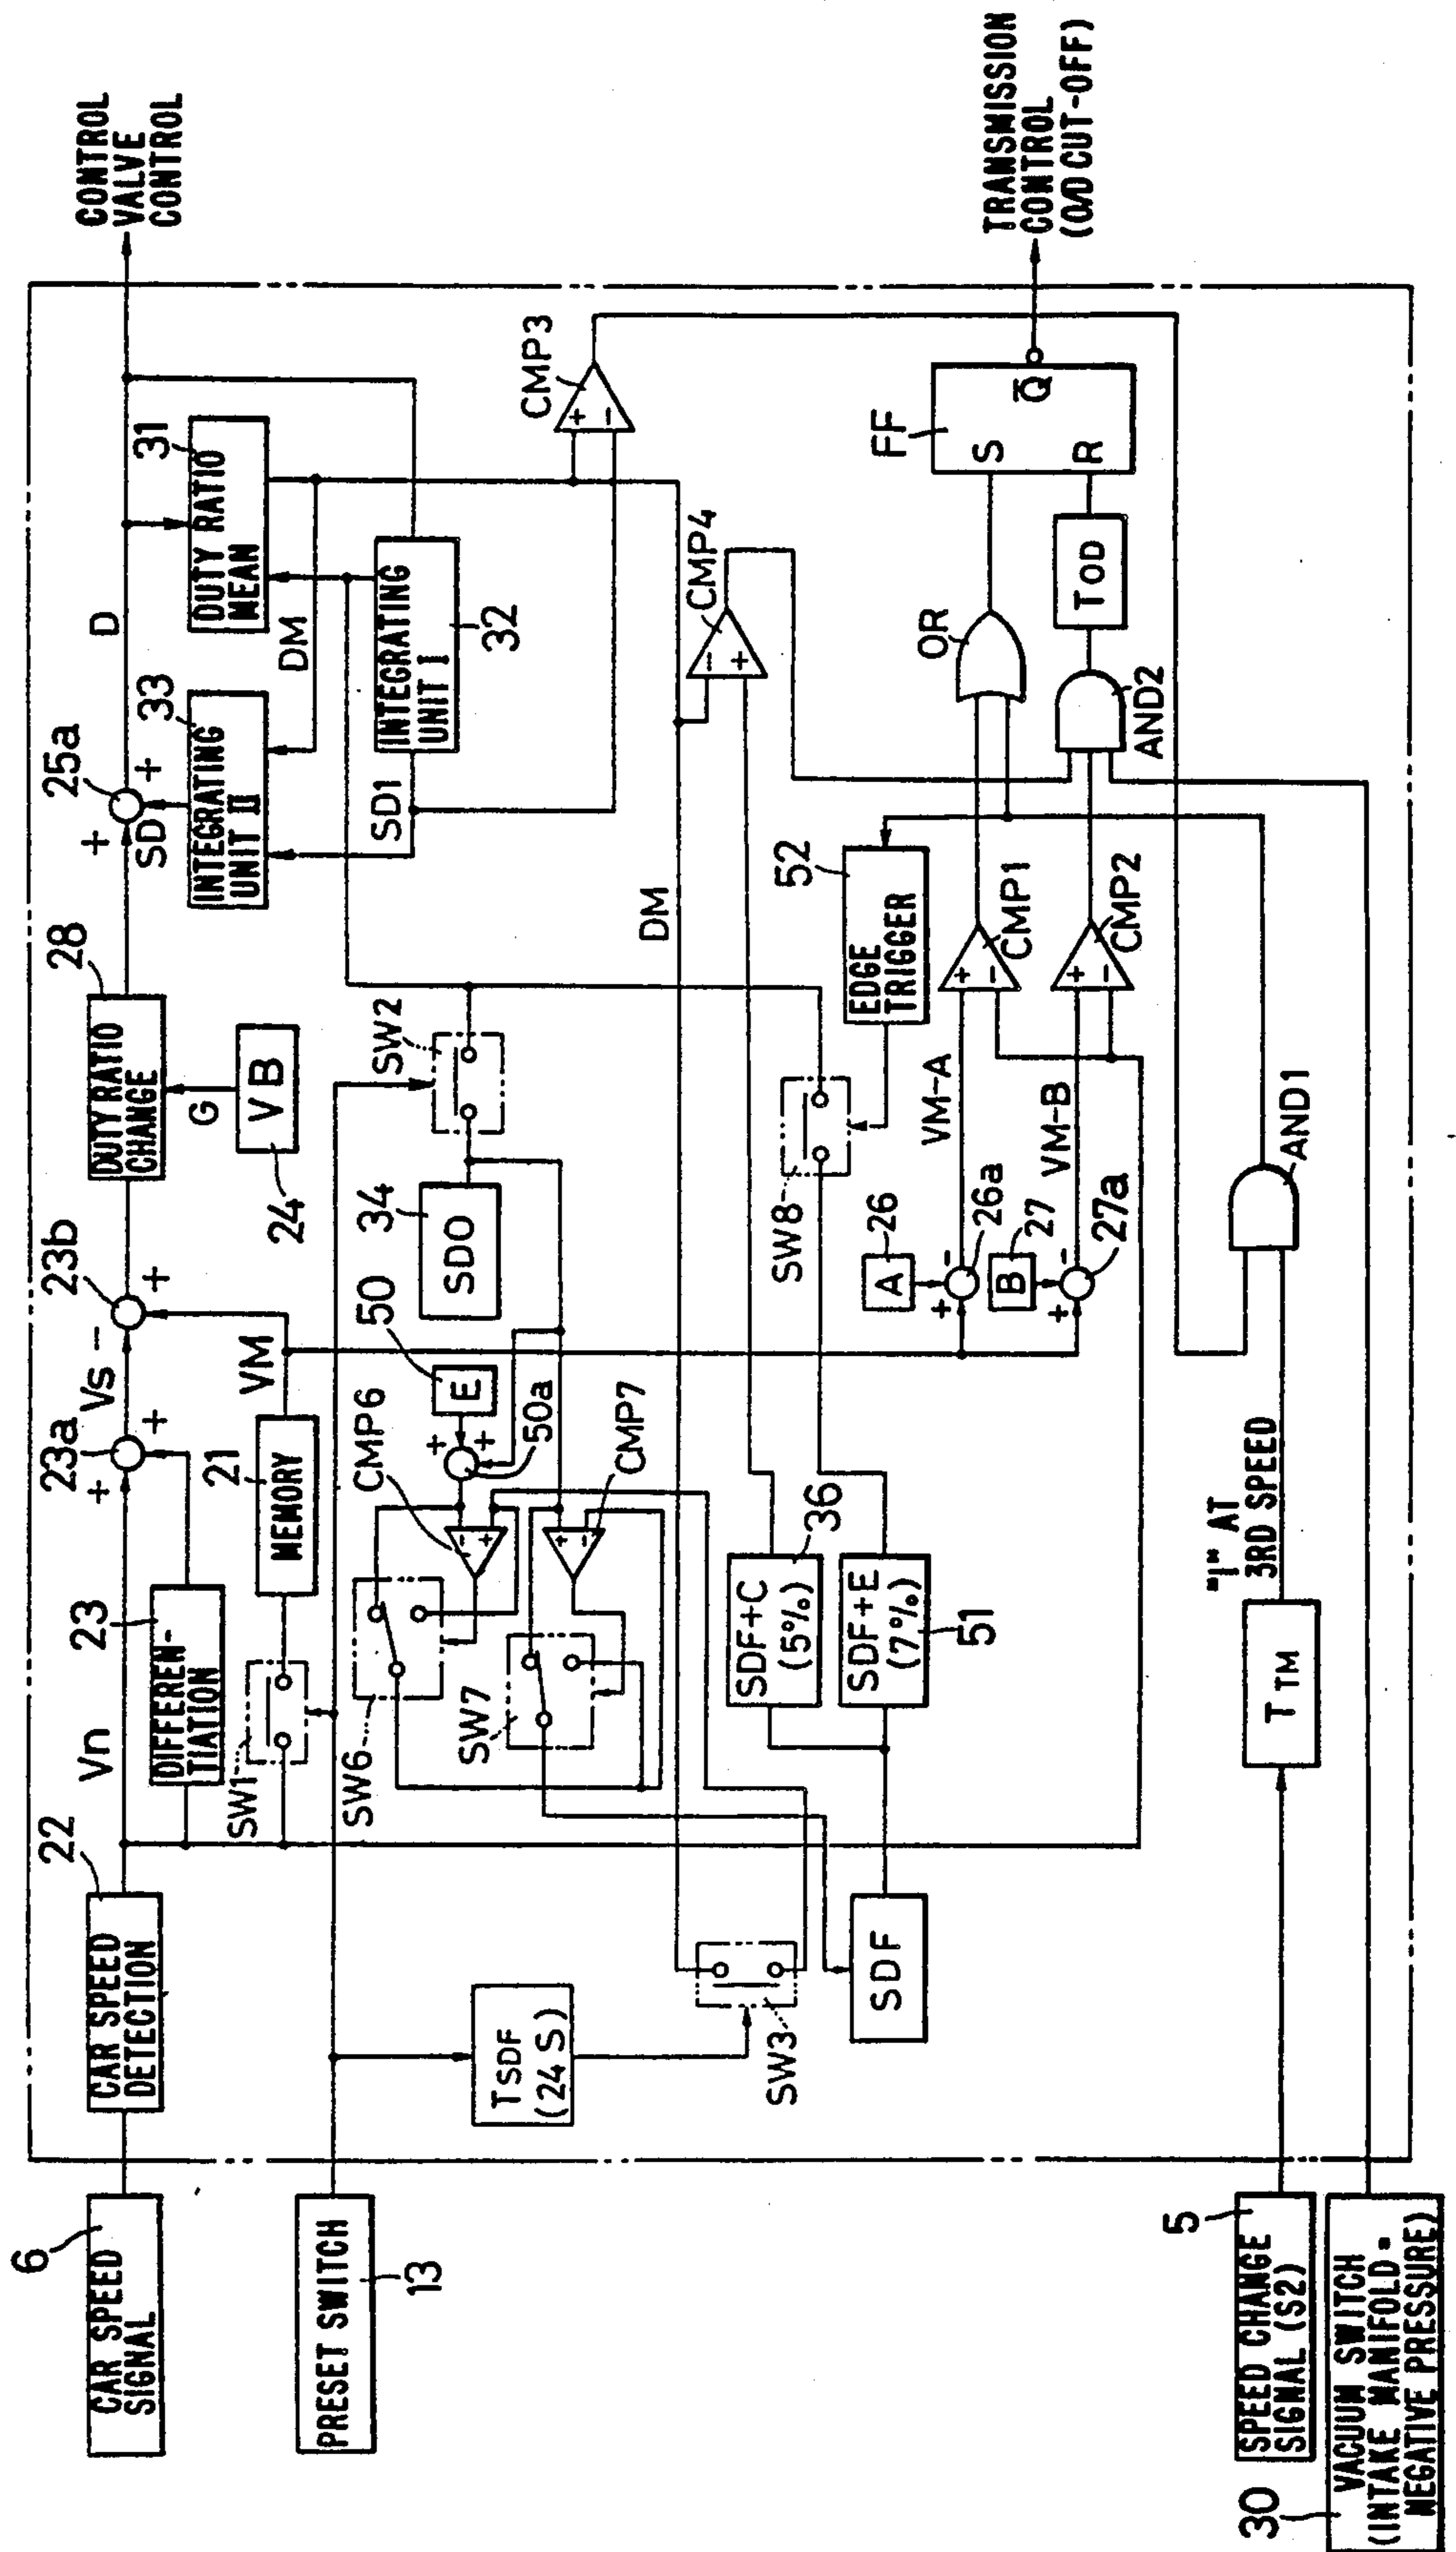 6
CAR SPEED
SIGNAL
22
CAR SPEED
DETECTION
Vn
23
DIFFEREN-
TIATION
23a
+
+
Vs
−
23b
+
28
DUTY RATIO
CHANGE
G
V B
24
25a
+
+
SD
33
INTEGRATING
UNIT II
D
31
DUTY RATIO
MEAN
DM
CONTROL
VALVE
CONTROL
PRESET SWITCH
13
SW1
21
MEMORY
VM
SW2
34
SDO
SD1
INTEGRATING
UNIT I
32
50
E
+
+
50a
CMP6
−
+
CMP7
+
−
SW6
SW7
TSDF
(24 S)
SW3
SDF
DM
36
SDF+C
(5%)
SDF+E
(7%)
51
SW8
52
EDGE
TRIGGER
CMP3
+
−
CMP4
−
+
26
A
+
−
26a
VM-A
27
B
+
−
27a
VM-B
+
−
CMP1
+
−
CMP2
OR
AND2
TOD
FF
S
R
Q̅
TRANSMISSION
CONTROL
(O/D CUT-OFF)
5
SPEED CHANGE
SIGNAL (S2)
T TM
"1" AT
3RD SPEED
AND1
30
VACUUM SWITCH
(INTAKE MANIFOLD=
NEGATIVE PRESSURE)